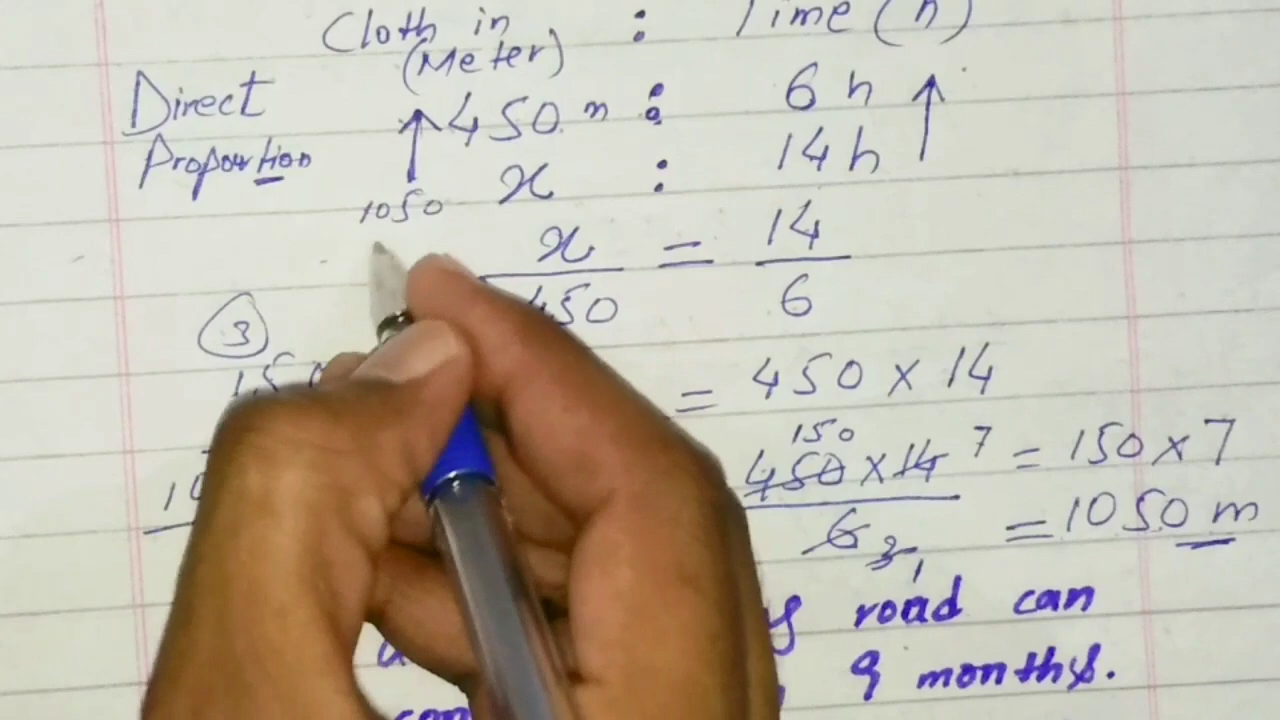 Cloth in : Time (h)
(Meter)
Direct 450 m : 6 h
Proportion x : 14 h
1050
x/450 = 14/6
3
= 450 x 14
150
450 x 14 7 = 150 x 7
6 3 1 = 1050 m
road can
9 months.